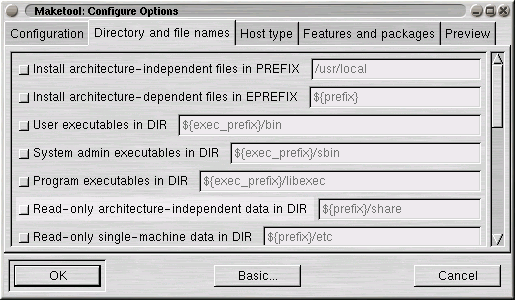 Maketool: Configure Options
Configuration Directory and file names Host type Features and packages Preview
Install architecture-independent files in PREFIX /usr/local
Install architecture-dependent files in EPREFIX ${prefix}
User executables in DIR ${exec_prefix}/bin
System admin executables in DIR ${exec_prefix}/sbin
Program executables in DIR ${exec_prefix}/libexec
Read-only architecture-independent data in DIR ${prefix}/share
Read-only single-machine data in DIR ${prefix}/etc
OK Basic... Cancel